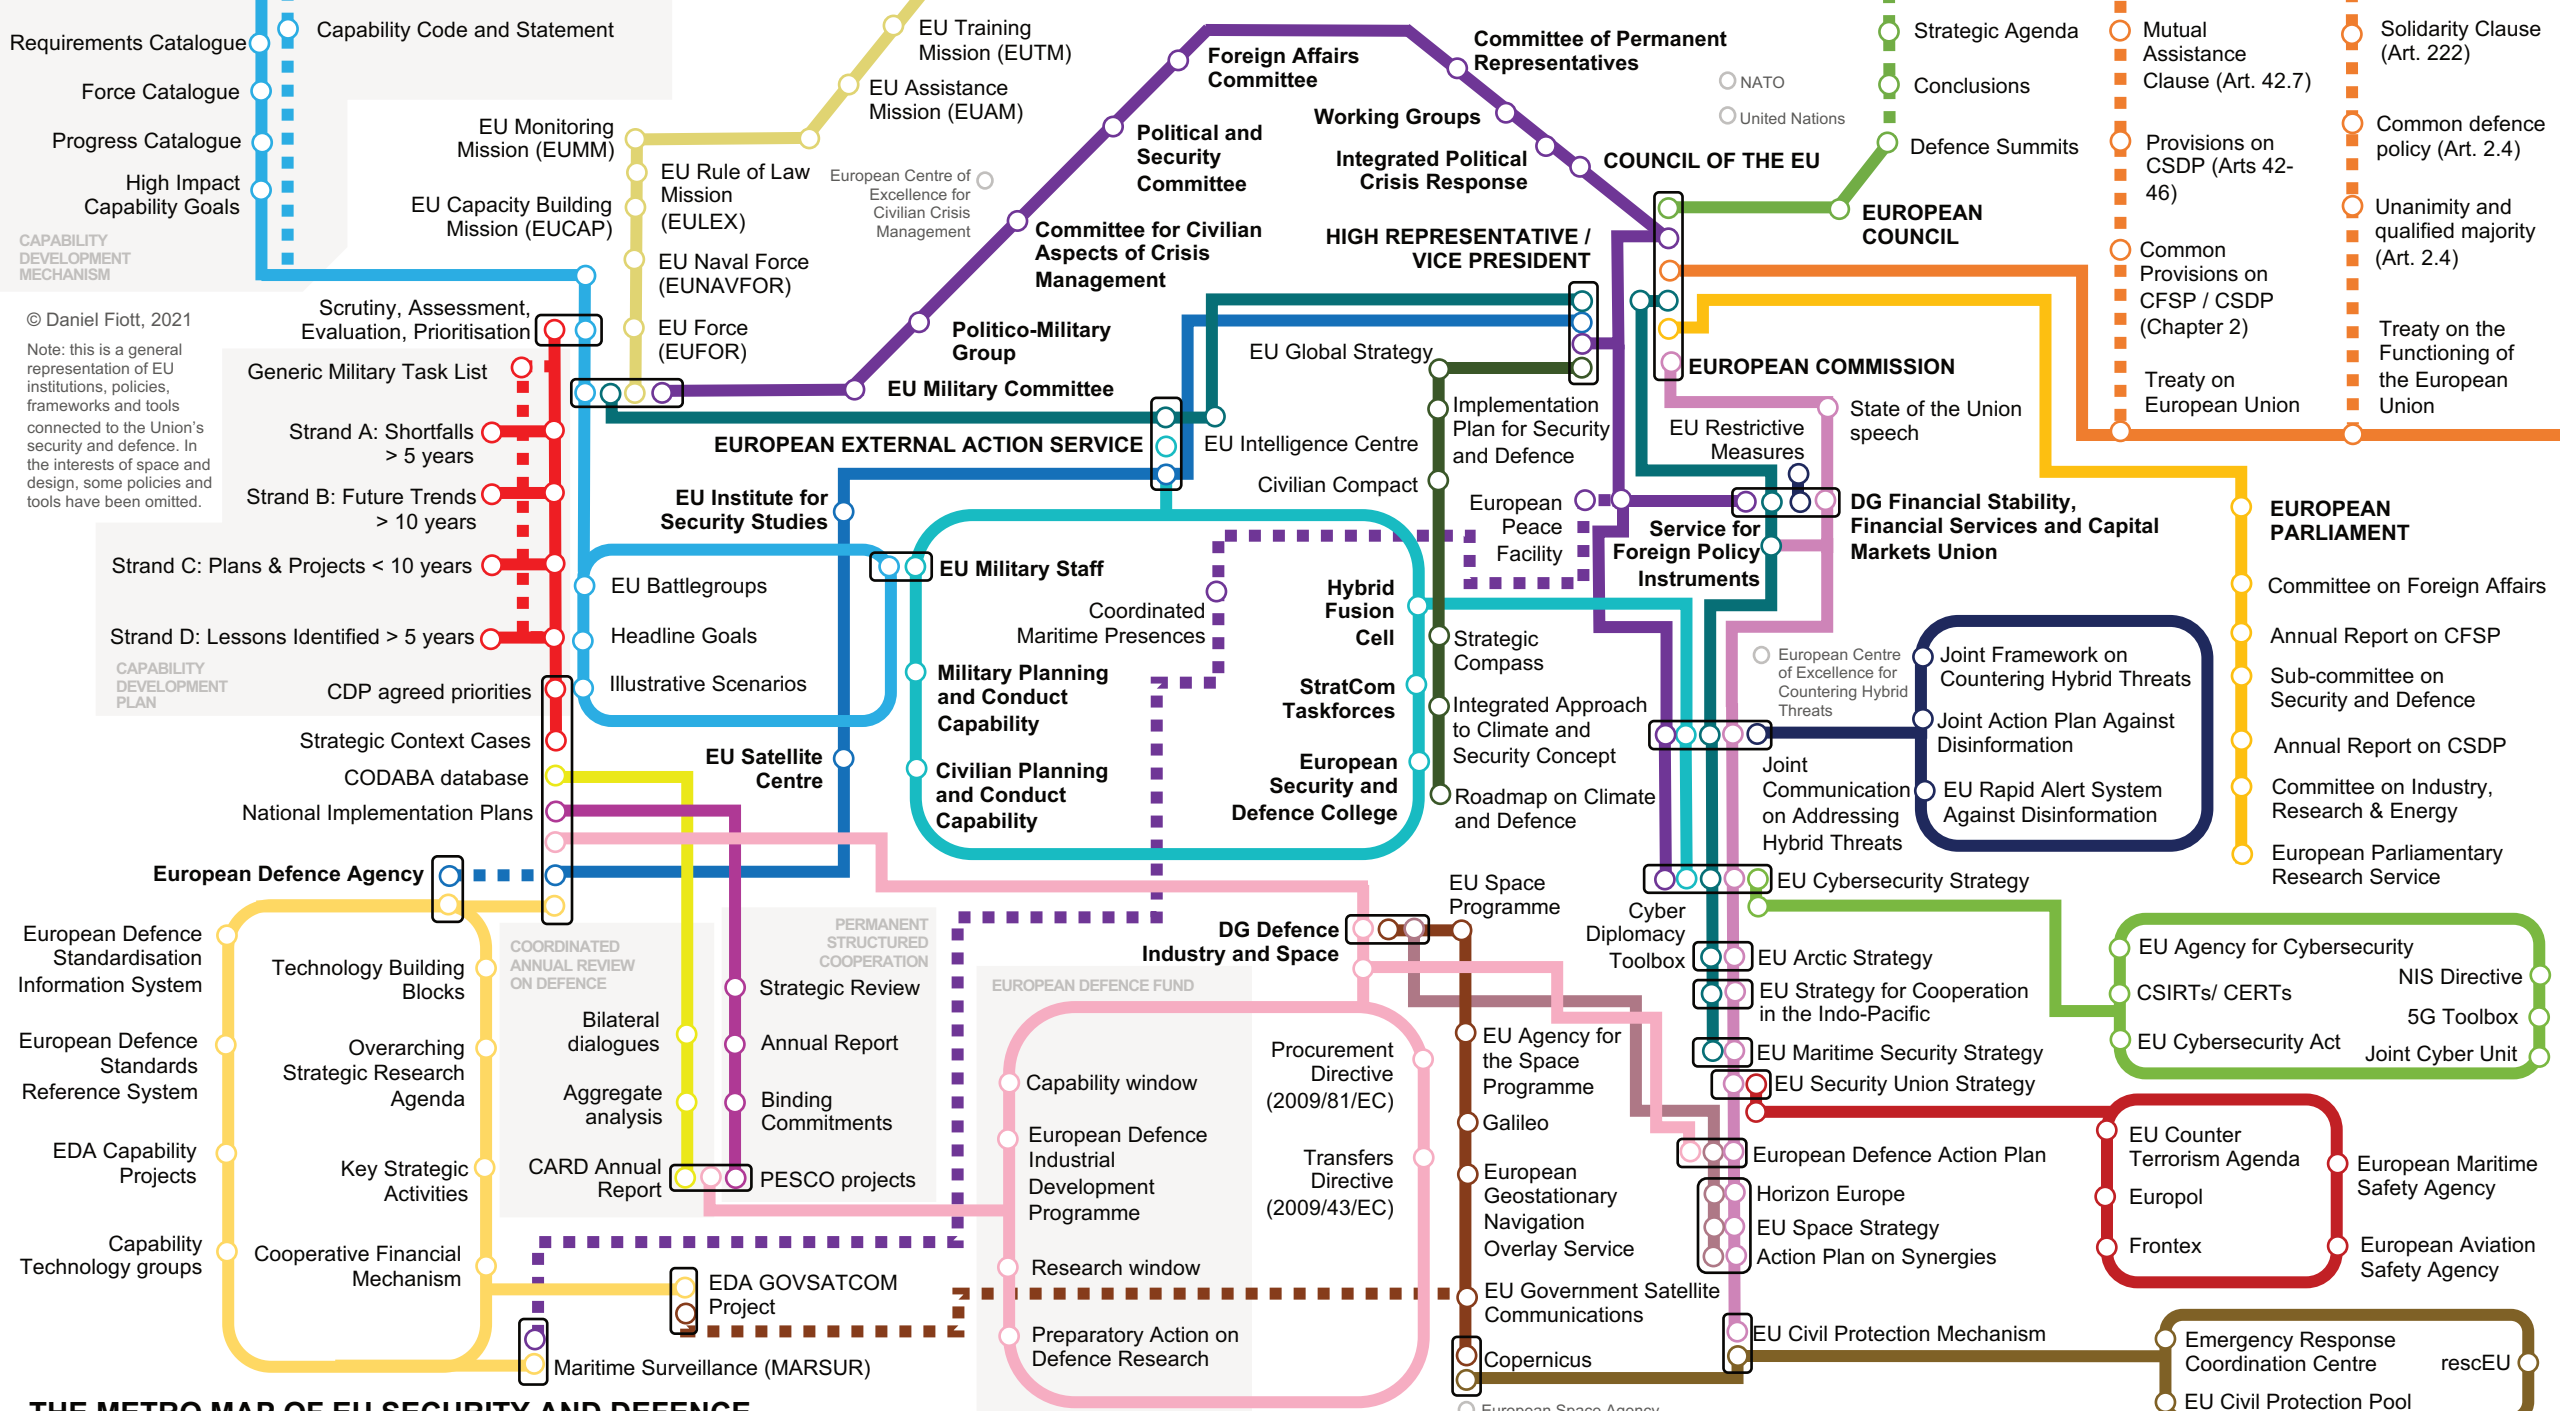 Requirements Catalogue
Force Catalogue
Progress Catalogue
High Impact
Capability Goals
CAPABILITY
DEVELOPMENT
MECHANISM
Capability Code and Statement
© Daniel Fiott, 2021
Note: this is a general
representation of EU
institutions, policies,
frameworks and tools
connected to the Union's
security and defence. In
the interests of space and
design, some policies and
tools have been omitted.
Scrutiny, Assessment,
Evaluation, Prioritisation
Generic Military Task List
Strand A: Shortfalls
> 5 years
Strand B: Future Trends
> 10 years
Strand C: Plans & Projects < 10 years
Strand D: Lessons Identified > 5 years
CAPABILITY
DEVELOPMENT
PLAN
CDP agreed priorities
Strategic Context Cases
CODABA database
National Implementation Plans
European Defence Agency
European Defence
Standardisation
Information System
European Defence
Standards
Reference System
EDA Capability
Projects
Capability
Technology groups
Technology Building
Blocks
Overarching
Strategic Research
Agenda
Key Strategic
Activities
Cooperative Financial
Mechanism
EU Training
Mission (EUTM)
EU Assistance
Mission (EUAM)
EU Monitoring
Mission (EUMM)
EU Rule of Law
Mission
(EULEX)
EU Capacity Building
Mission (EUCAP)
EU Naval Force
(EUNAVFOR)
EU Force
(EUFOR)
European Centre of
Excellence for
Civilian Crisis
Management
Foreign Affairs
Committee
Political and
Security
Committee
Committee for Civilian
Aspects of Crisis
Management
Politico-Military
Group
EU Military Committee
EUROPEAN EXTERNAL ACTION SERVICE
EU Institute for
Security Studies
EU Battlegroups
Headline Goals
Illustrative Scenarios
EU Satellite
Centre
EU Military Staff
Military Planning
and Conduct
Capability
Civilian Planning
and Conduct
Capability
Coordinated
Maritime Presences
Hybrid
Fusion
Cell
StratCom
Taskforces
European
Security and
Defence College
COORDINATED
ANNUAL REVIEW
ON DEFENCE
Bilateral
dialogues
Aggregate
analysis
CARD Annual
Report
PERMANENT
STRUCTURED
COOPERATION
Strategic Review
Annual Report
Binding
Commitments
PESCO projects
EDA GOVSATCOM
Project
Maritime Surveillance (MARSUR)
Committee of Permanent
Representatives
Working Groups
Integrated Political
Crisis Response
NATO
United Nations
COUNCIL OF THE EU
HIGH REPRESENTATIVE /
VICE PRESIDENT
EU Global Strategy
Implementation
Plan for Security
and Defence
EU Intelligence Centre
Civilian Compact
European
Peace
Facility
Strategic
Compass
Integrated Approach
to Climate and
Security Concept
Roadmap on Climate
and Defence
Strategic Agenda
Conclusions
Defence Summits
EUROPEAN
COUNCIL
EUROPEAN COMMISSION
State of the Union
speech
EU Restrictive
Measures
DG Financial Stability,
Financial Services and Capital
Markets Union
Service for
Foreign Policy
Instruments
Mutual
Assistance
Clause (Art. 42.7)
Provisions on
CSDP (Arts 42-
46)
Common
Provisions on
CFSP / CSDP
(Chapter 2)
Treaty on
European Union
Solidarity Clause
(Art. 222)
Common defence
policy (Art. 2.4)
Unanimity and
qualified majority
(Art. 2.4)
Treaty on the
Functioning of
the European
Union
EUROPEAN
PARLIAMENT
Committee on Foreign Affairs
Annual Report on CFSP
Sub-committee on
Security and Defence
Annual Report on CSDP
Committee on Industry,
Research & Energy
European Parliamentary
Research Service
European Centre
of Excellence for
Countering Hybrid
Threats
Joint Framework on
Countering Hybrid Threats
Joint Action Plan Against
Disinformation
EU Rapid Alert System
Against Disinformation
Joint
Communication
on Addressing
Hybrid Threats
EU Cybersecurity Strategy
Cyber
Diplomacy
Toolbox
EU Arctic Strategy
EU Strategy for Cooperation
in the Indo-Pacific
EU Maritime Security Strategy
EU Security Union Strategy
European Defence Action Plan
Horizon Europe
EU Space Strategy
Action Plan on Synergies
EU Civil Protection Mechanism
EU Agency for Cybersecurity
NIS Directive
CSIRTs/ CERTs
5G Toolbox
EU Cybersecurity Act
Joint Cyber Unit
EU Counter
Terrorism Agenda
Europol
Frontex
European Maritime
Safety Agency
European Aviation
Safety Agency
Emergency Response
Coordination Centre
rescEU
EU Civil Protection Pool
EU Space
Programme
DG Defence
Industry and Space
EUROPEAN DEFENCE FUND
Capability window
European Defence
Industrial
Development
Programme
Research window
Preparatory Action on
Defence Research
Procurement
Directive
(2009/81/EC)
Transfers
Directive
(2009/43/EC)
EU Agency for
the Space
Programme
Galileo
European
Geostationary
Navigation
Overlay Service
EU Government Satellite
Communications
Copernicus
European Space Agency
THE METRO MAP OF EU SECURITY AND DEFENCE